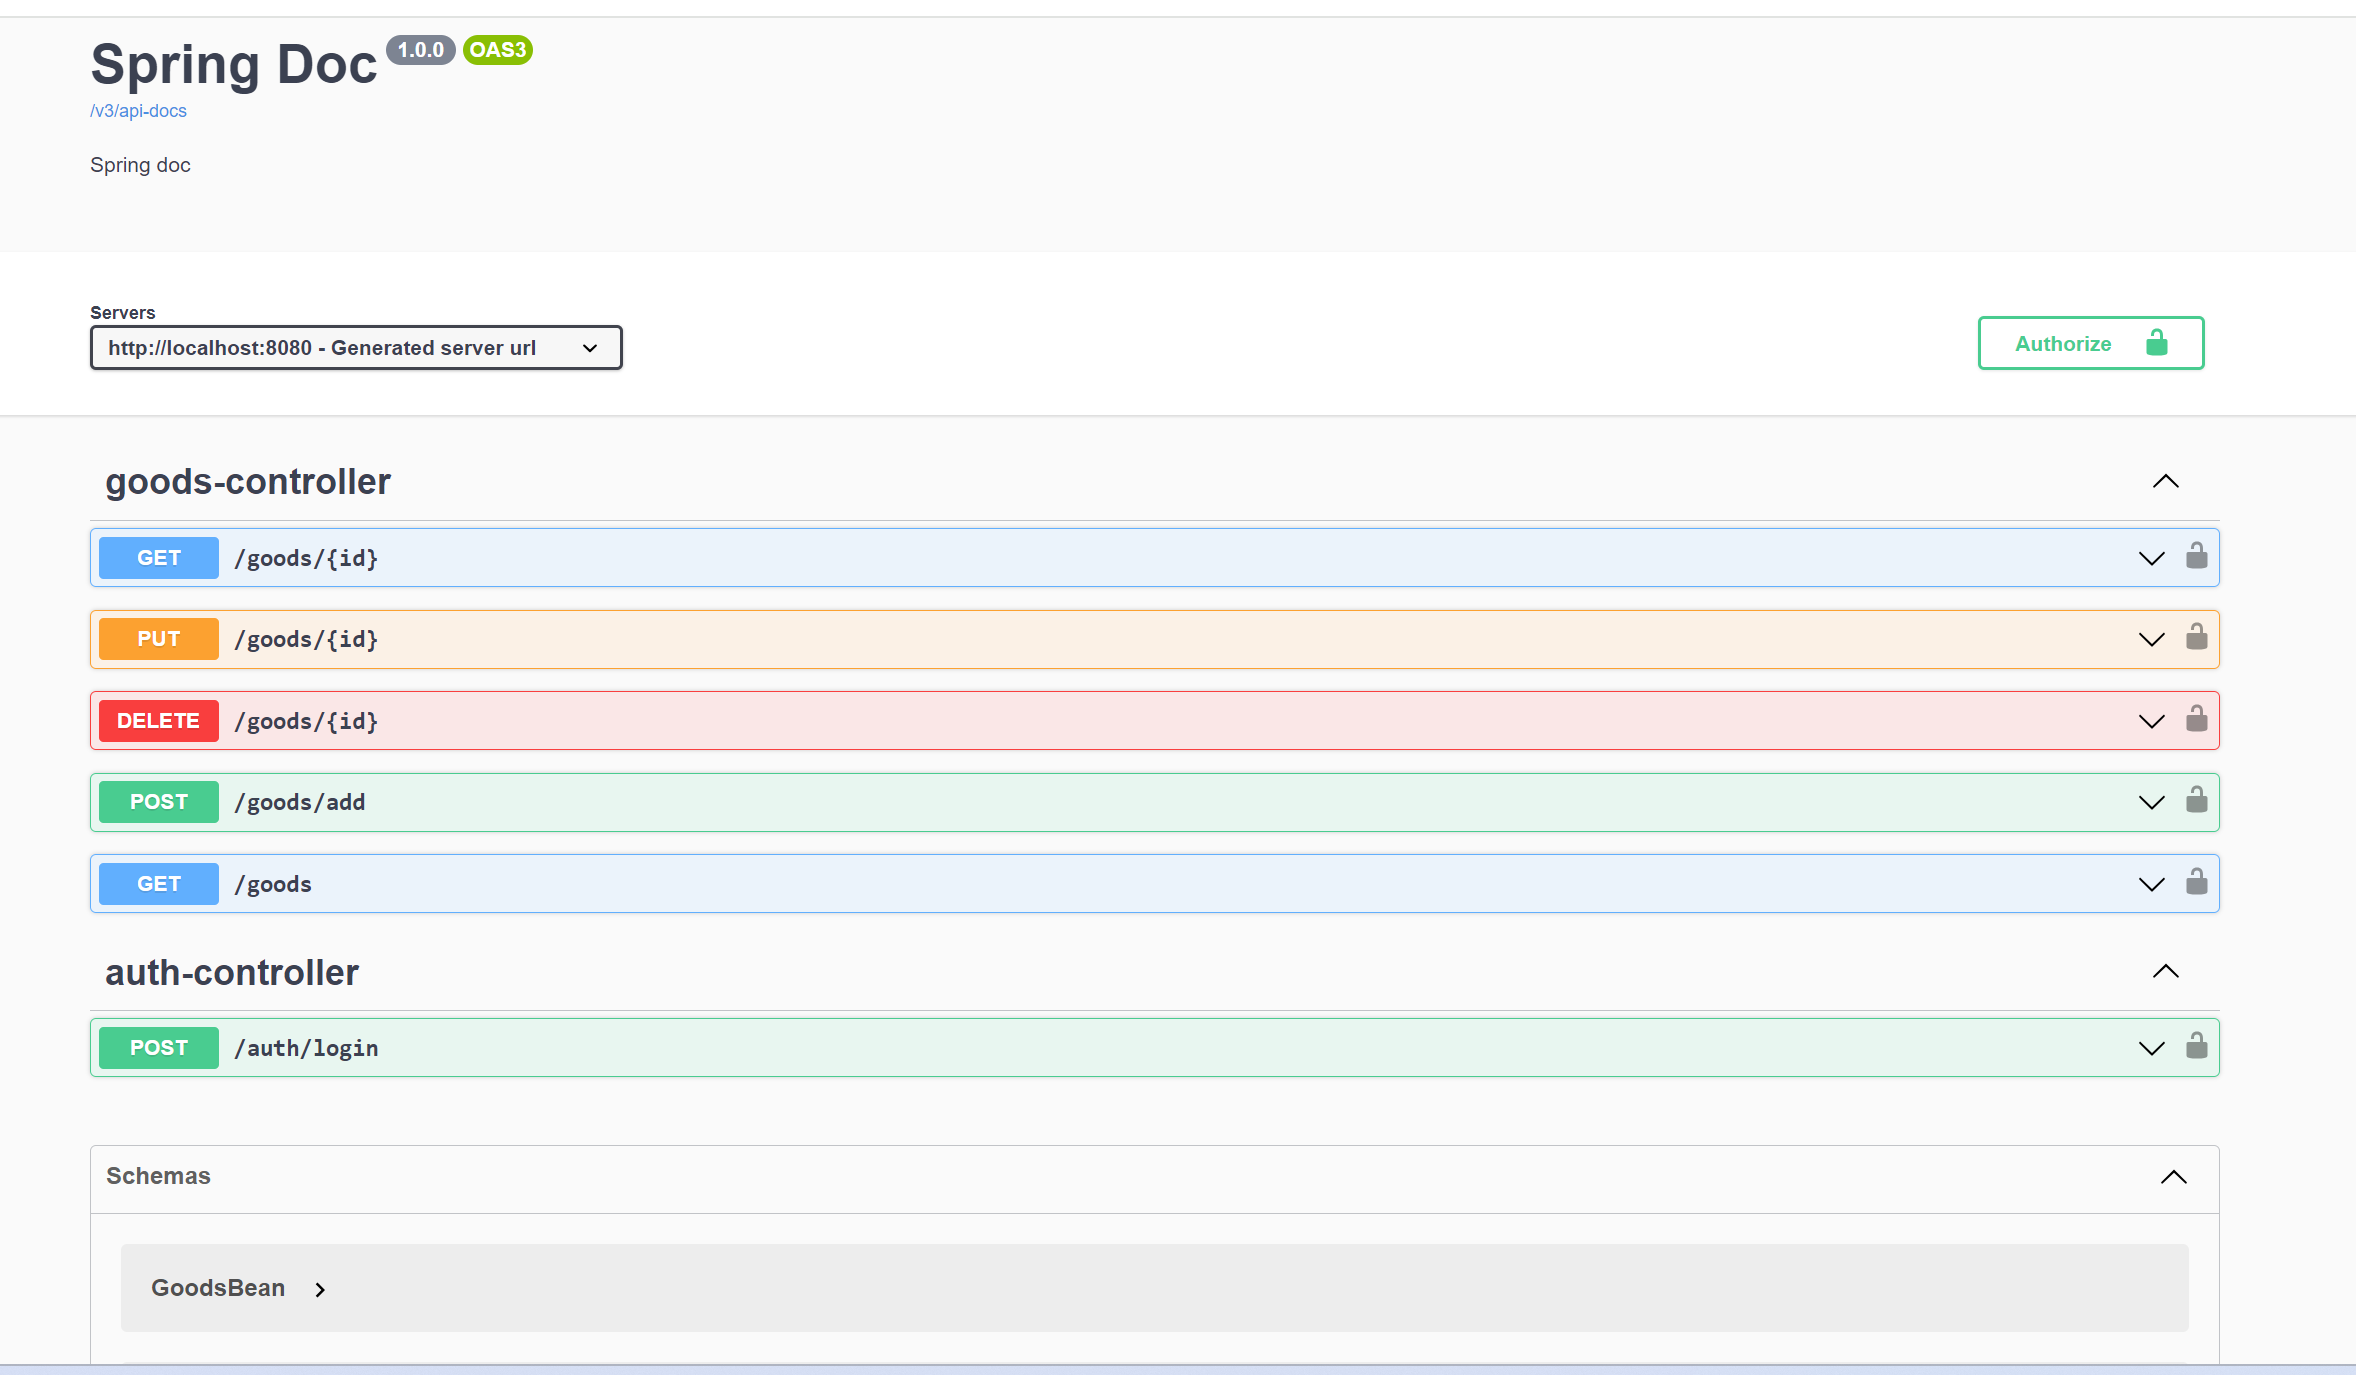 Spring Doc 1.0.0 OAS3
/v3/api-docs
Spring doc
Servers
http://localhost:8080 - Generated server url
Authorize
goods-controller
GET /goods/{id}
PUT /goods/{id}
DELETE /goods/{id}
POST /goods/add
GET /goods
auth-controller
POST /auth/login
Schemas
GoodsBean